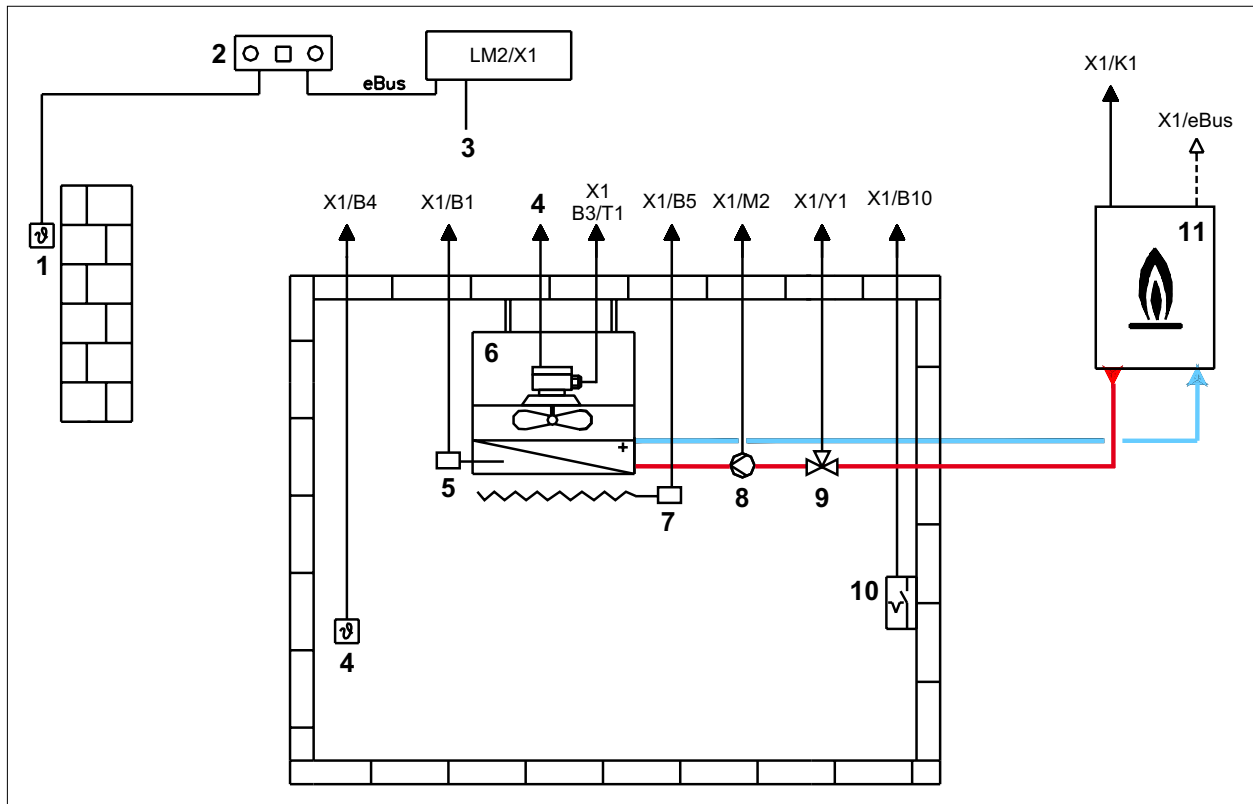 2
LM2/X1
eBus
3
1
X1/K1
X1/eBus
11
X1/B4
X1/B1
4
X1
B3/T1
X1/B5
X1/M2
X1/Y1
X1/B10
6
+
5
7
8
9
10
4